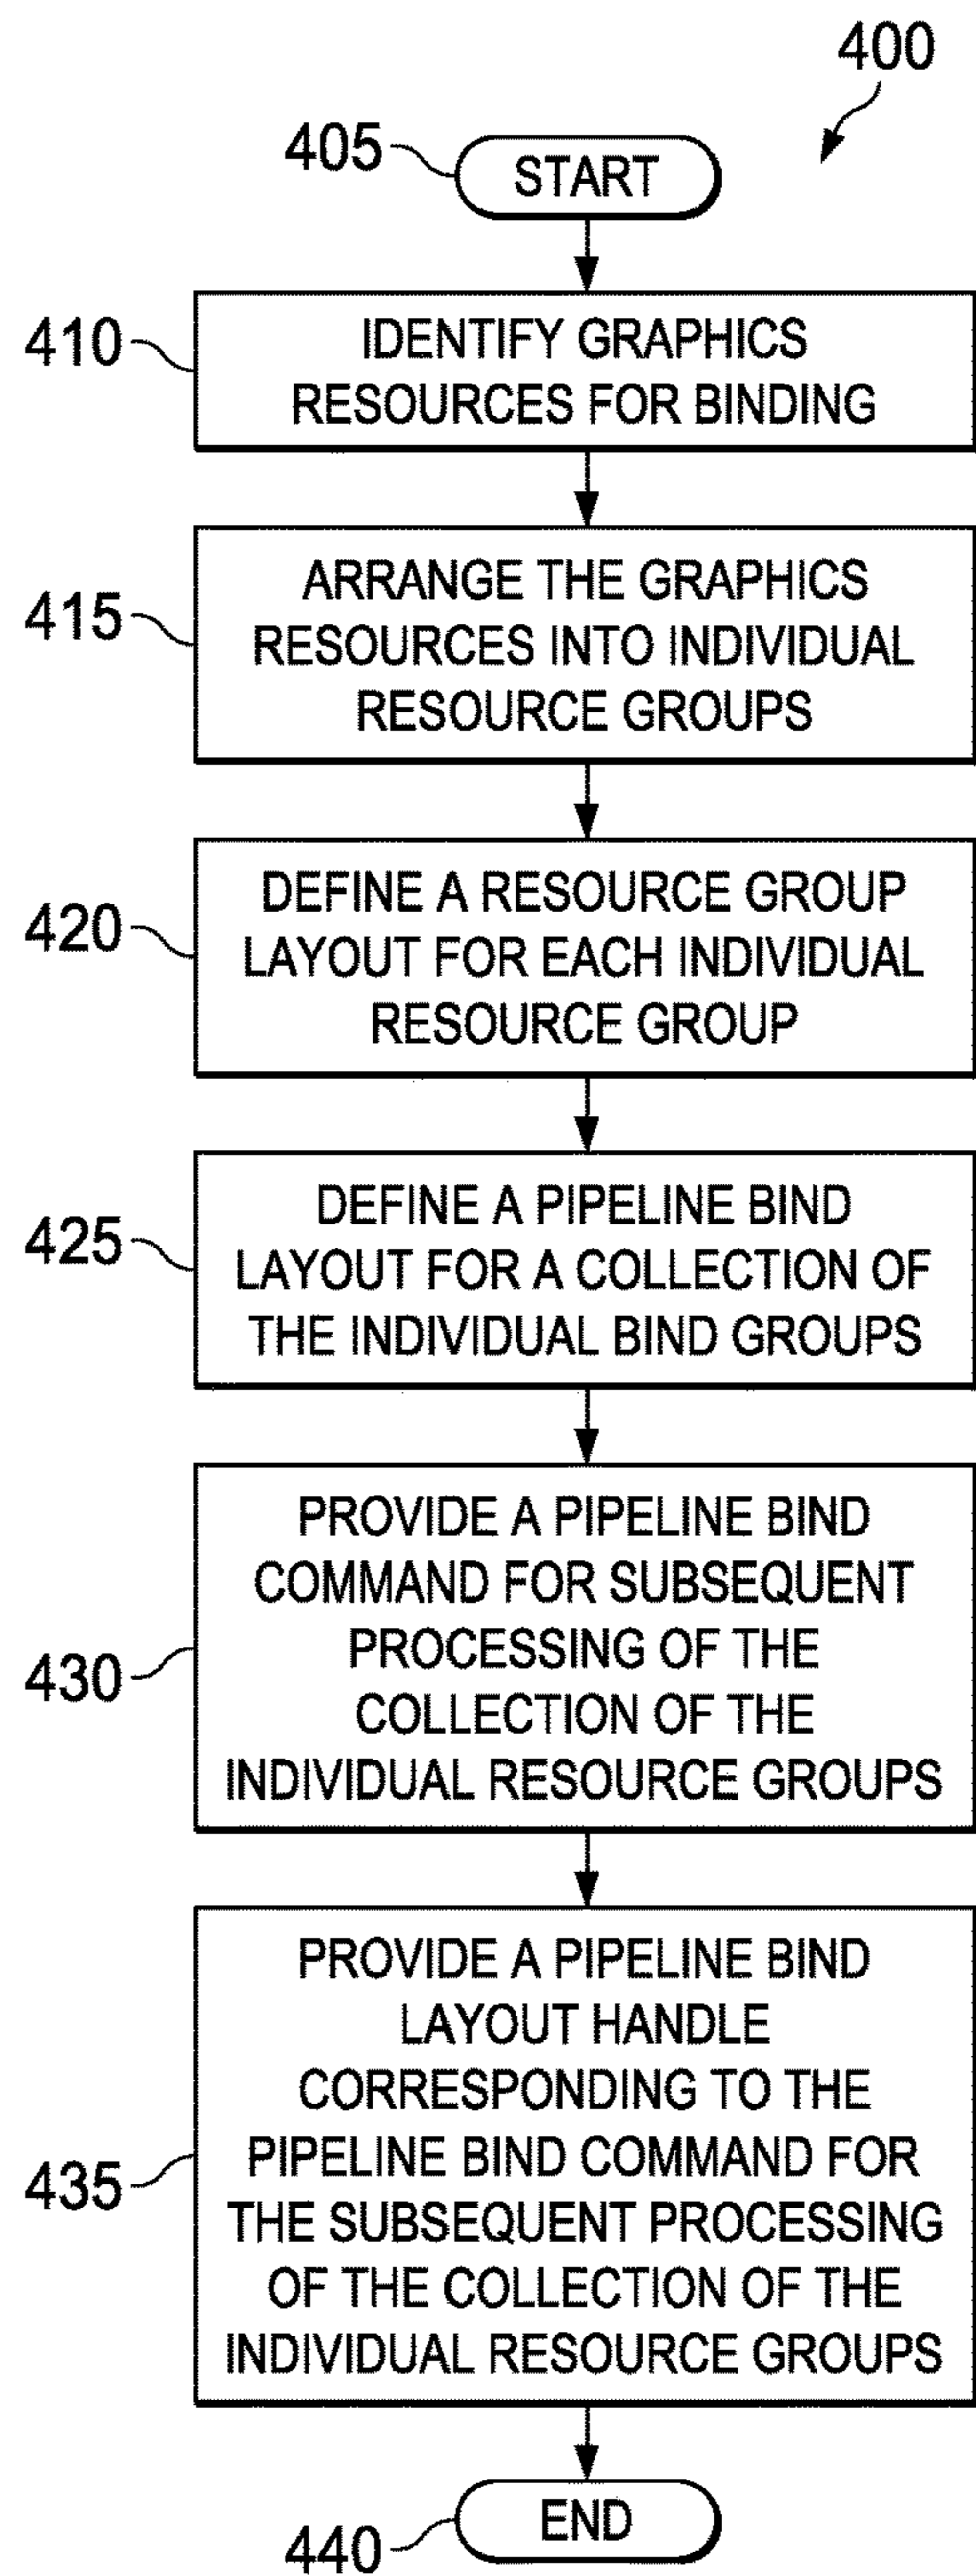 400
405
START
410
IDENTIFY GRAPHICS
RESOURCES FOR BINDING
415
ARRANGE THE GRAPHICS
RESOURCES INTO INDIVIDUAL
RESOURCE GROUPS
420
DEFINE A RESOURCE GROUP
LAYOUT FOR EACH INDIVIDUAL
RESOURCE GROUP
425
DEFINE A PIPELINE BIND
LAYOUT FOR A COLLECTION OF
THE INDIVIDUAL BIND GROUPS
430
PROVIDE A PIPELINE BIND
COMMAND FOR SUBSEQUENT
PROCESSING OF THE
COLLECTION OF THE
INDIVIDUAL RESOURCE GROUPS
435
PROVIDE A PIPELINE BIND
LAYOUT HANDLE
CORRESPONDING TO THE
PIPELINE BIND COMMAND FOR
THE SUBSEQUENT PROCESSING
OF THE COLLECTION OF THE
INDIVIDUAL RESOURCE GROUPS
440
END